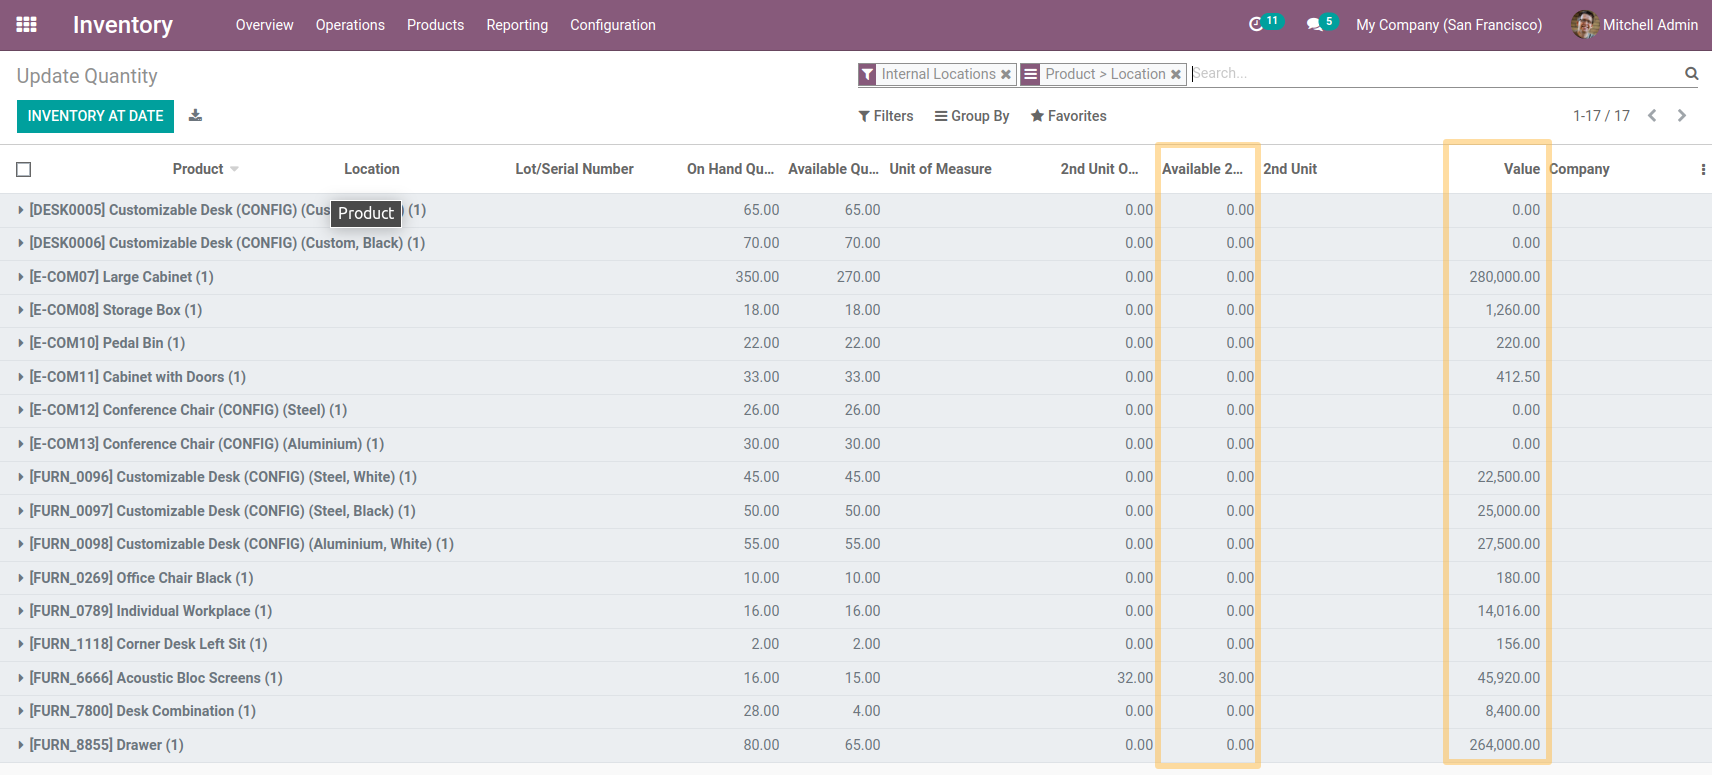 Inventory Overview Operations Products Reporting Configuration 11 5 My Company (San Francisco) Mitchell Admin
Update Quantity Internal Locations Product > Location Search...
INVENTORY AT DATE Filters Group By Favorites 1-17 / 17
Product Location Lot/Serial Number On Hand Qu... Available Qu... Unit of Measure 2nd Unit O... Available 2... 2nd Unit Value Company
[DESK0005] Customizable Desk (CONFIG) (Cus Product ) (1) 65.00 65.00 0.00 0.00 0.00
[DESK0006] Customizable Desk (CONFIG) (Custom, Black) (1) 70.00 70.00 0.00 0.00 0.00
[E-COM07] Large Cabinet (1) 350.00 270.00 0.00 0.00 280,000.00
[E-COM08] Storage Box (1) 18.00 18.00 0.00 0.00 1,260.00
[E-COM10] Pedal Bin (1) 22.00 22.00 0.00 0.00 220.00
[E-COM11] Cabinet with Doors (1) 33.00 33.00 0.00 0.00 412.50
[E-COM12] Conference Chair (CONFIG) (Steel) (1) 26.00 26.00 0.00 0.00 0.00
[E-COM13] Conference Chair (CONFIG) (Aluminium) (1) 30.00 30.00 0.00 0.00 0.00
[FURN_0096] Customizable Desk (CONFIG) (Steel, White) (1) 45.00 45.00 0.00 0.00 22,500.00
[FURN_0097] Customizable Desk (CONFIG) (Steel, Black) (1) 50.00 50.00 0.00 0.00 25,000.00
[FURN_0098] Customizable Desk (CONFIG) (Aluminium, White) (1) 55.00 55.00 0.00 0.00 27,500.00
[FURN_0269] Office Chair Black (1) 10.00 10.00 0.00 0.00 180.00
[FURN_0789] Individual Workplace (1) 16.00 16.00 0.00 0.00 14,016.00
[FURN_1118] Corner Desk Left Sit (1) 2.00 2.00 0.00 0.00 156.00
[FURN_6666] Acoustic Bloc Screens (1) 16.00 15.00 32.00 30.00 45,920.00
[FURN_7800] Desk Combination (1) 28.00 4.00 0.00 0.00 8,400.00
[FURN_8855] Drawer (1) 80.00 65.00 0.00 0.00 264,000.00